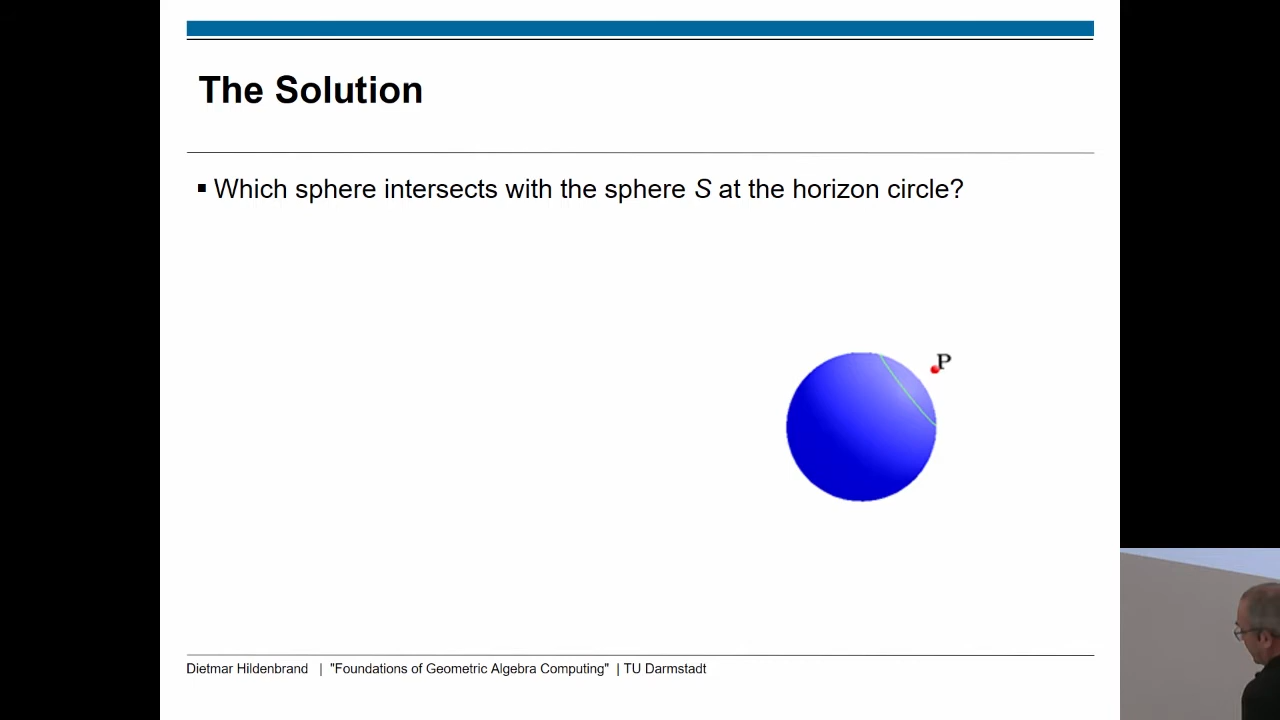 The Solution
▪ Which sphere intersects with the sphere S at the horizon circle?
P
Dietmar Hildenbrand | "Foundations of Geometric Algebra Computing" | TU Darmstadt